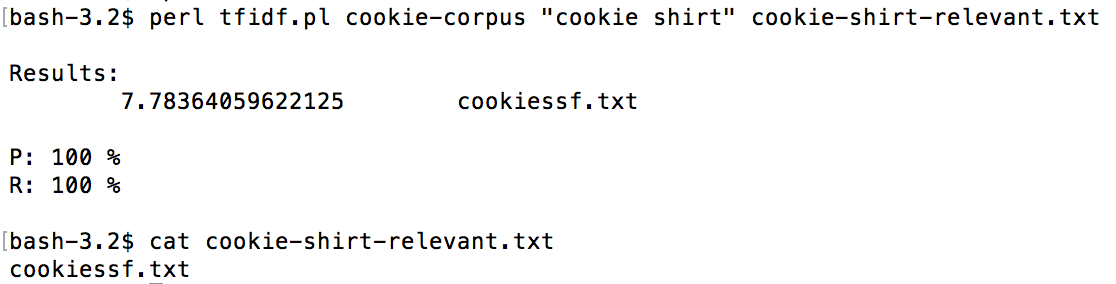 [bash-3.2$ perl tfidf.pl cookie-corpus "cookie shirt" cookie-shirt-relevant.txt
Results:
7.78364059622125 cookiessf.txt
P: 100 %
R: 100 %
[bash-3.2$ cat cookie-shirt-relevant.txt
cookiessf.txt